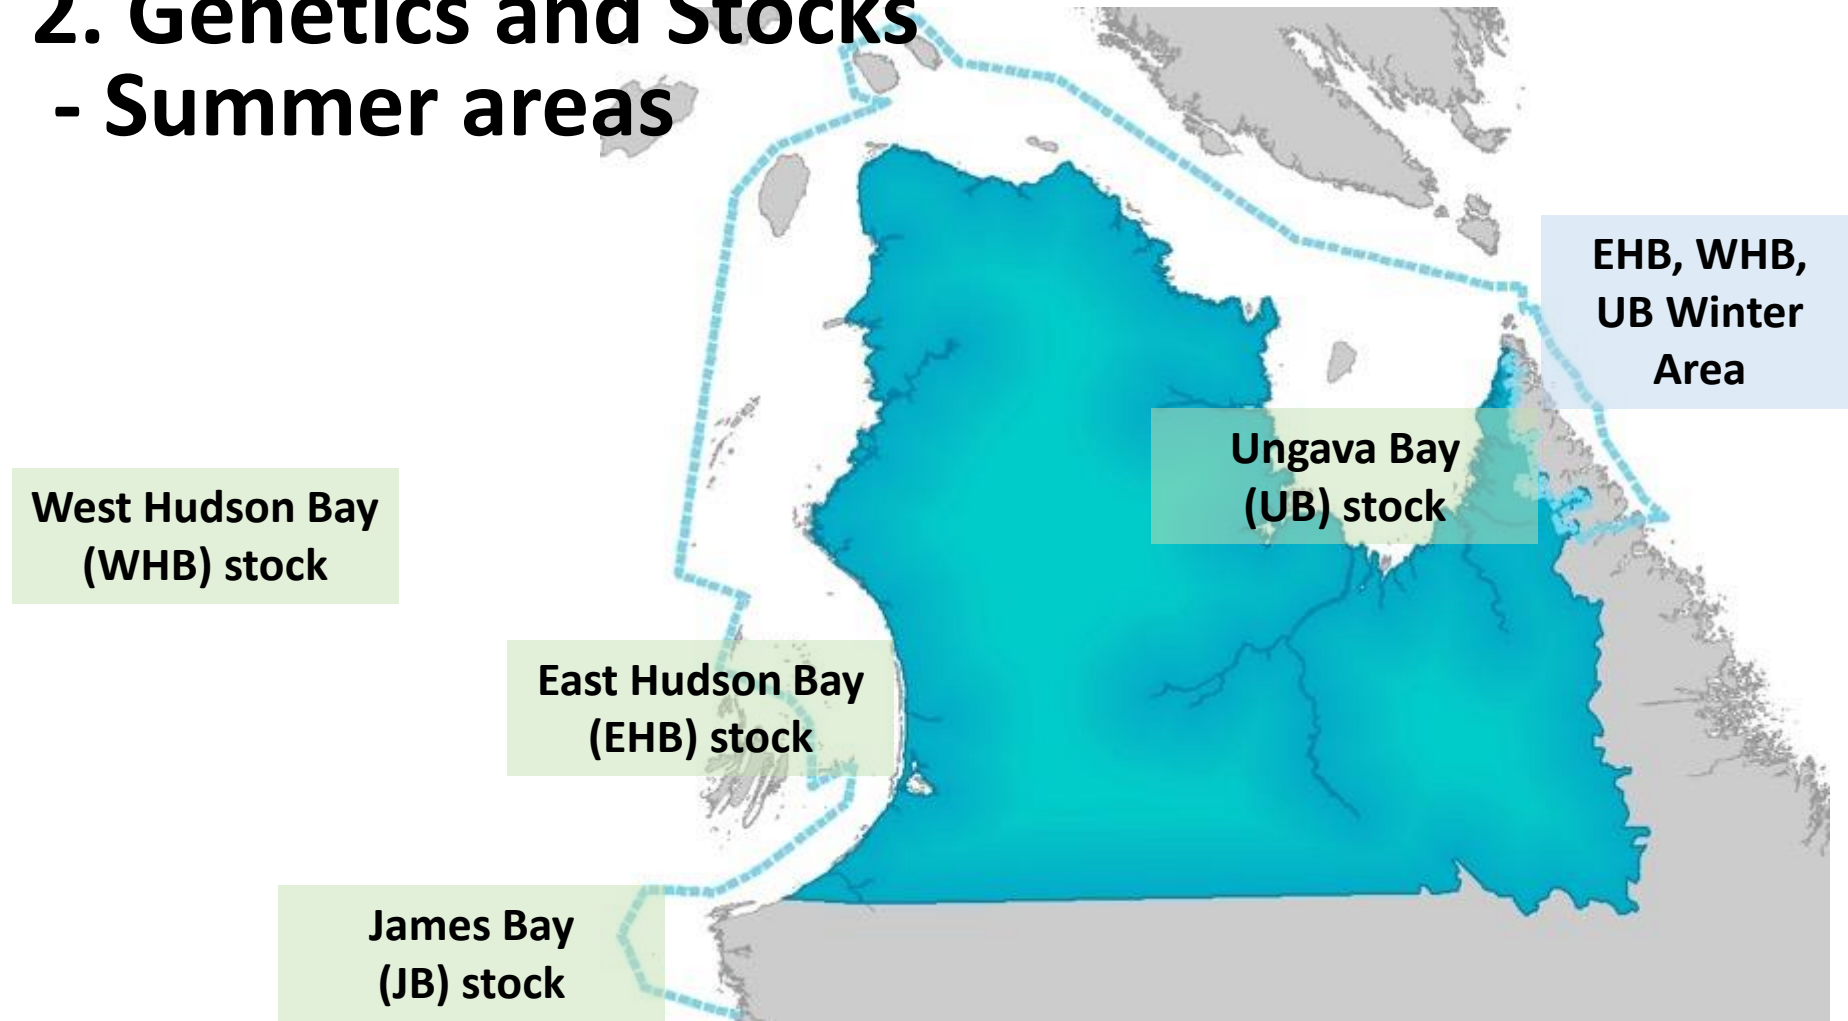 2. Genetics and Stocks
- Summer areas
EHB, WHB,
UB Winter
Area
Ungava Bay
(UB) stock
West Hudson Bay
(WHB) stock
East Hudson Bay
(EHB) stock
James Bay
(JB) stock